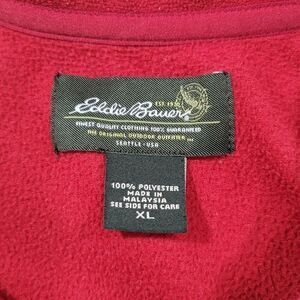 EST. 1920
Eddie Bauer
FINEST QUALITY CLOTHING 100% GUARANTEED
THE ORIGINAL OUTDOOR OUTFITTER
SEATTLE · USA
100% POLYESTER
MADE IN
MALAYSIA
SEE SIDE FOR CARE
XL